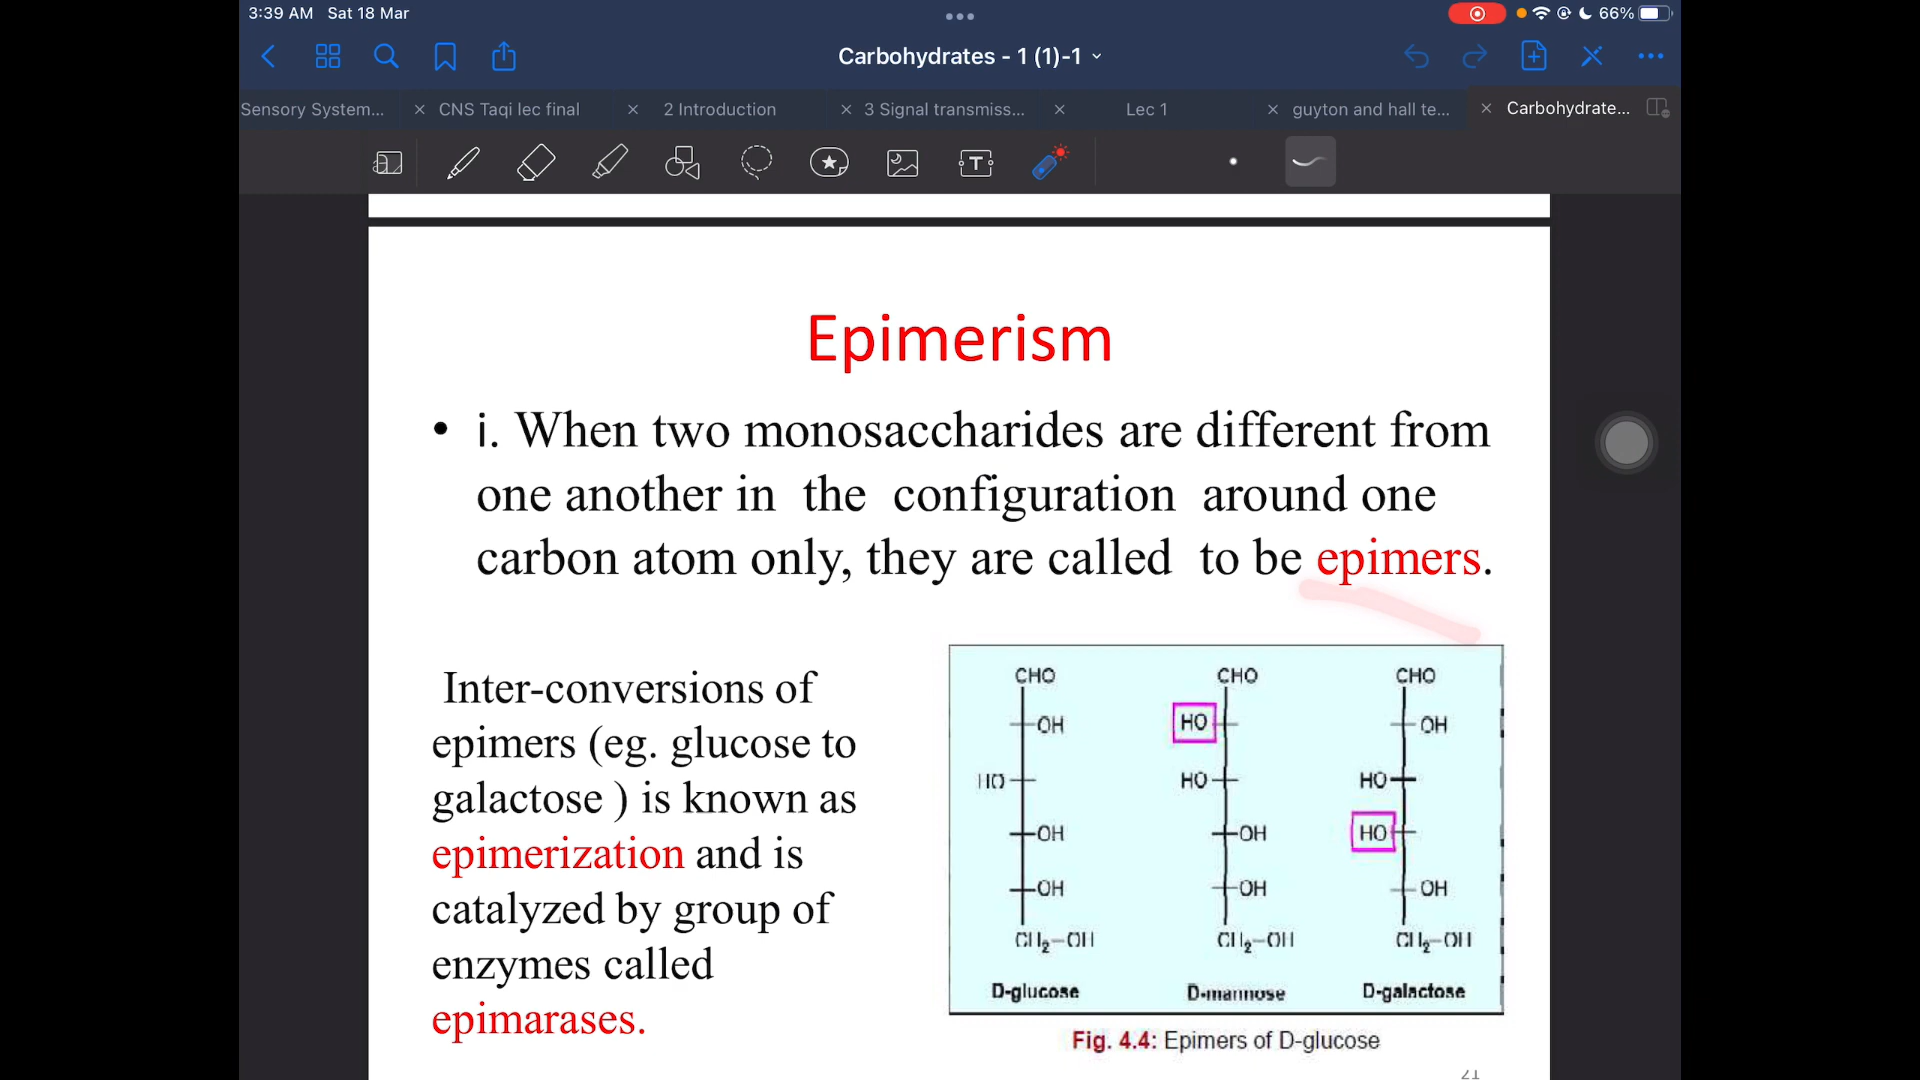 3:39 AM Sat 18 Mar
66%
Carbohydrates - 1 (1)-1
Sensory System...
CNS Taqi lec final
2 Introduction
3 Signal transmiss...
Lec 1
guyton and hall te...
Carbohydrate...
Epimerism
• i. When two monosaccharides are different from
one another in the configuration around one
carbon atom only, they are called to be epimers.
Inter-conversions of
epimers (eg. glucose to
galactose ) is known as
epimerization and is
catalyzed by group of
enzymes called
epimarases.
CHO CHO CHO
OH HO OH
HO HO HO
OH OH HO
OH OH OH
CH2–OH CH2–OH CH2–OH
D-glucose D-mannose D-galactose
Fig. 4.4: Epimers of D-glucose
21